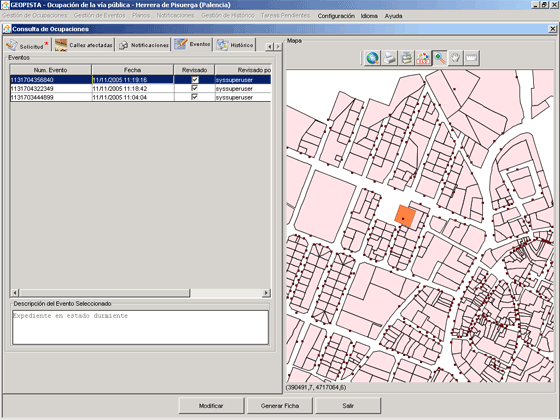 GEOPISTA - Ocupación de la vía pública - Herrera de Pisuerga (Palencia)
Gestión de Ocupaciones Gestión de Eventos Planos Informes Gestión de Histórico Tareas Pendientes Configuración Idioma Ayuda
Consulta de Ocupaciones
Solicitud * Calles afectadas Notificaciones Eventos Histórico
Mapa
Eventos
Num. Evento Fecha Revisado Revisado po
1131704356840 11/11/2005 11:19:16 syssuperuser
1131704322349 11/11/2005 11:18:42 syssuperuser
1131703444899 11/11/2005 11:04:04 syssuperuser
Descripción del Evento Seleccionado
Expediente en estado durmiente
(390491,7, 4717064,6)
Modificar Generar Ficha Salir